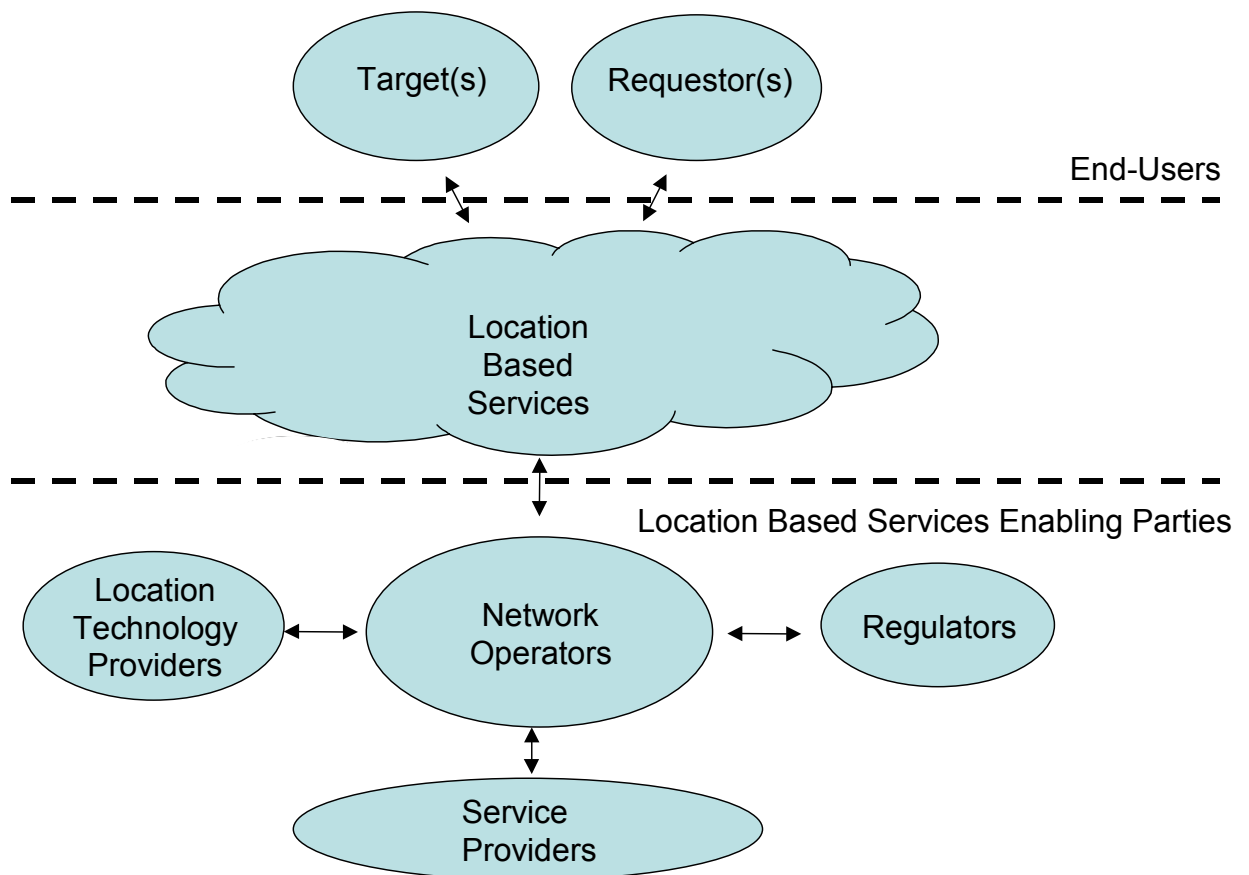 Target(s)
Requestor(s)
End-Users
Location
Based
Services
Location Based Services Enabling Parties
Location
Technology
Providers
Network
Operators
Regulators
Service
Providers